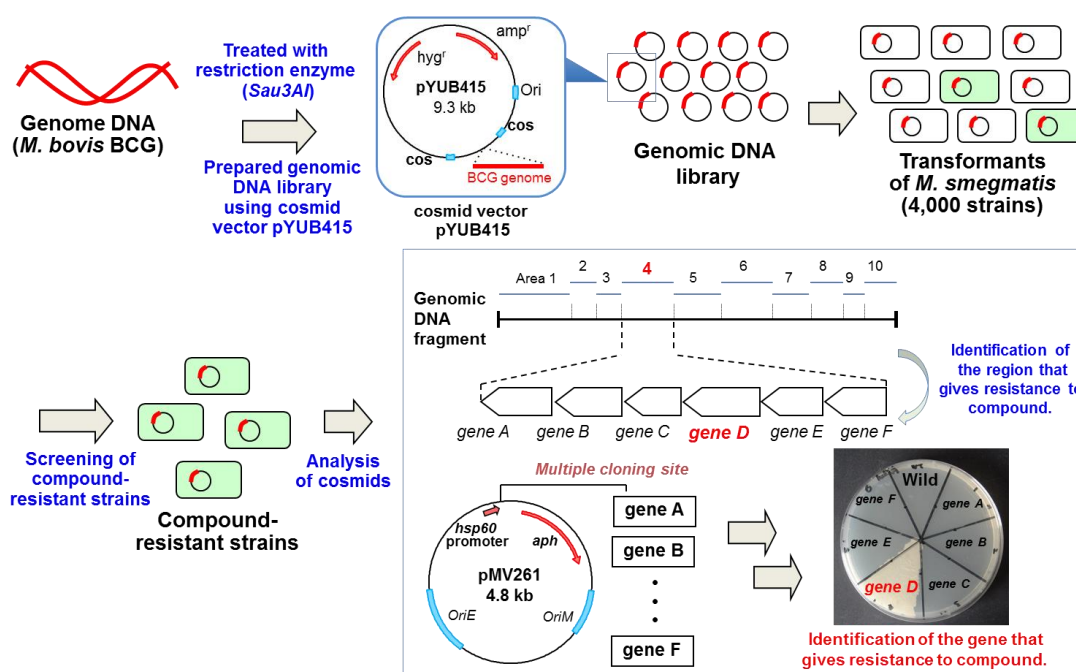 Genome DNA
(M. bovis BCG)
Treated with
restriction enzyme
(Sau3AI)
Prepared genomic
DNA library
using cosmid
vector pYUB415
hygr
ampr
pYUB415
9.3 kb
Ori
cos
cos
BCG genome
cosmid vector
pYUB415
Genomic DNA
library
Transformants
of M. smegmatis
(4,000 strains)
Screening of
compound-
resistant strains
Compound-
resistant strains
Analysis
of cosmids
Genomic
DNA
fragment
Area 1
2
3
4
5
6
7
8
9
10
gene A
gene B
gene C
gene D
gene E
gene F
Identification of
the region that
gives resistance to
compound.
Multiple cloning site
hsp60
promoter
aph
pMV261
4.8 kb
OriE
OriM
gene A
gene B
gene F
Wild
gene F
gene A
gene E
gene B
gene D
gene C
Identification of the gene that
gives resistance to compound.